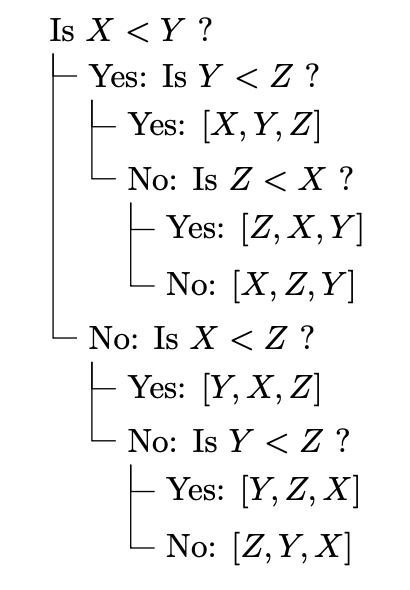 Is X < Y ?
Yes: Is Y < Z ?
Yes: [X, Y, Z]
No: Is Z < X ?
Yes: [Z, X, Y]
No: [X, Z, Y]
No: Is X < Z ?
Yes: [Y, X, Z]
No: Is Y < Z ?
Yes: [Y, Z, X]
No: [Z, Y, X]